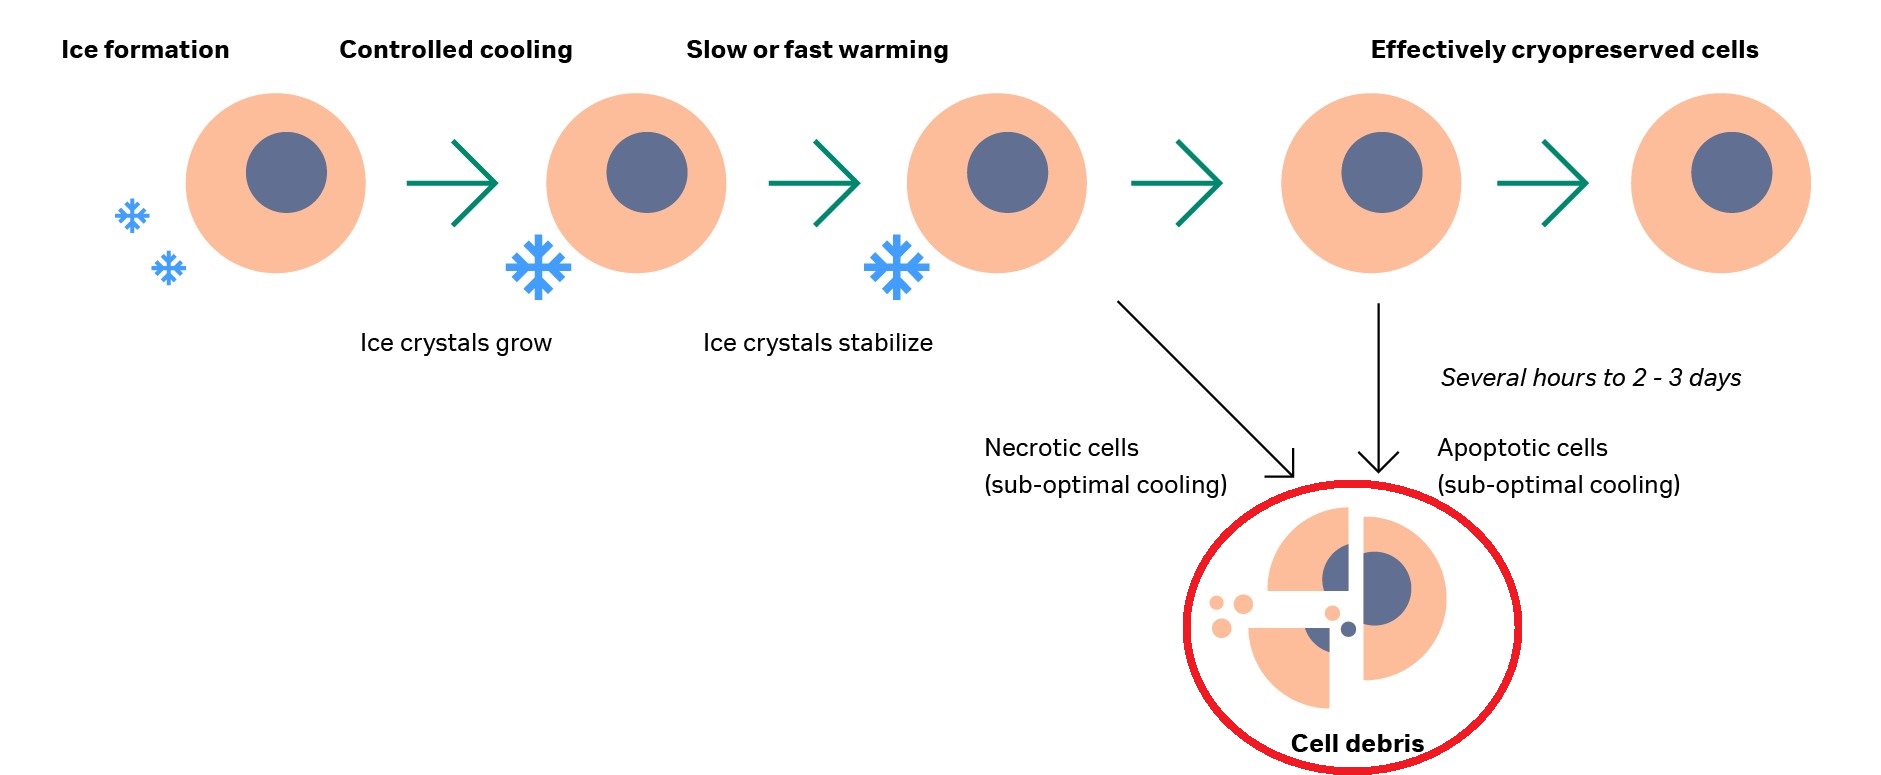 Ice formation
Controlled cooling
Slow or fast warming
Effectively cryopreserved cells
Ice crystals grow
Ice crystals stabilize
Several hours to 2 - 3 days
Necrotic cells
(sub-optimal cooling)
Apoptotic cells
(sub-optimal cooling)
Cell debris